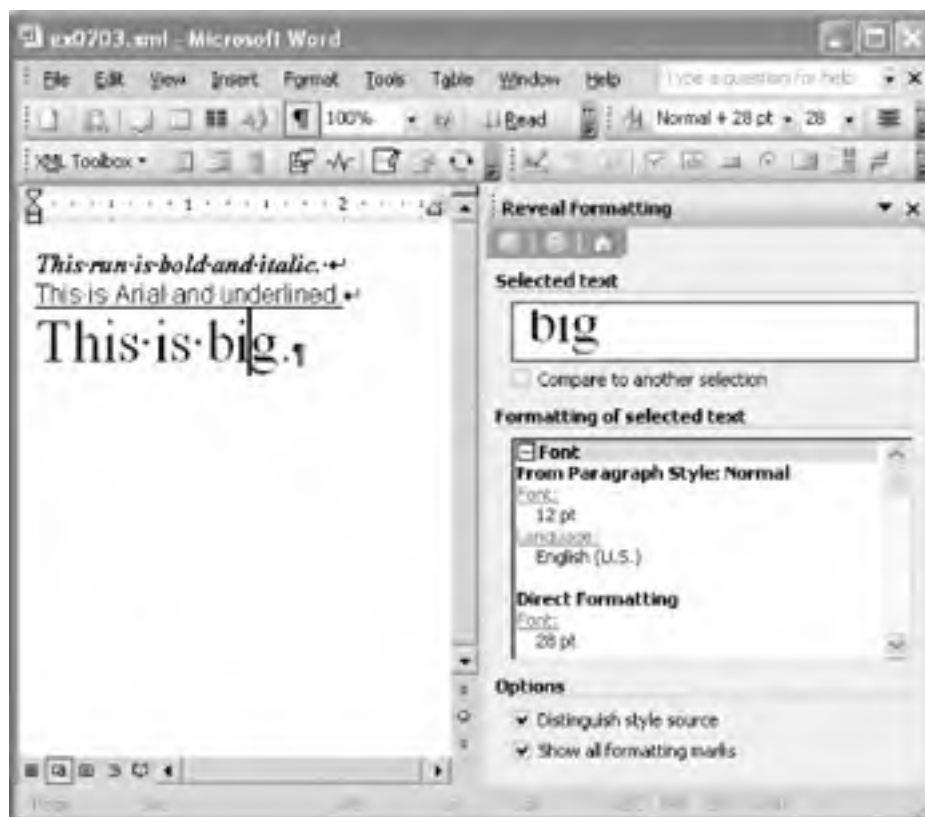 ex0203.xml - Microsoft Word
File Edit View Insert Format Tools Table Window Help Type a question for help
100% Read Normal + 28 pt 28
XML Toolbox
1 2
Reveal Formatting
This·run·is·bold·and·italic.·↵
This is Arial and underlined ↵
This·is·big.¶
Selected text
big
Compare to another selection
Formatting of selected text
Font
From Paragraph Style: Normal
Font:
12 pt
Language:
English (U.S.)
Direct Formatting
Font:
28 pt
Options
Distinguish style source
Show all formatting marks